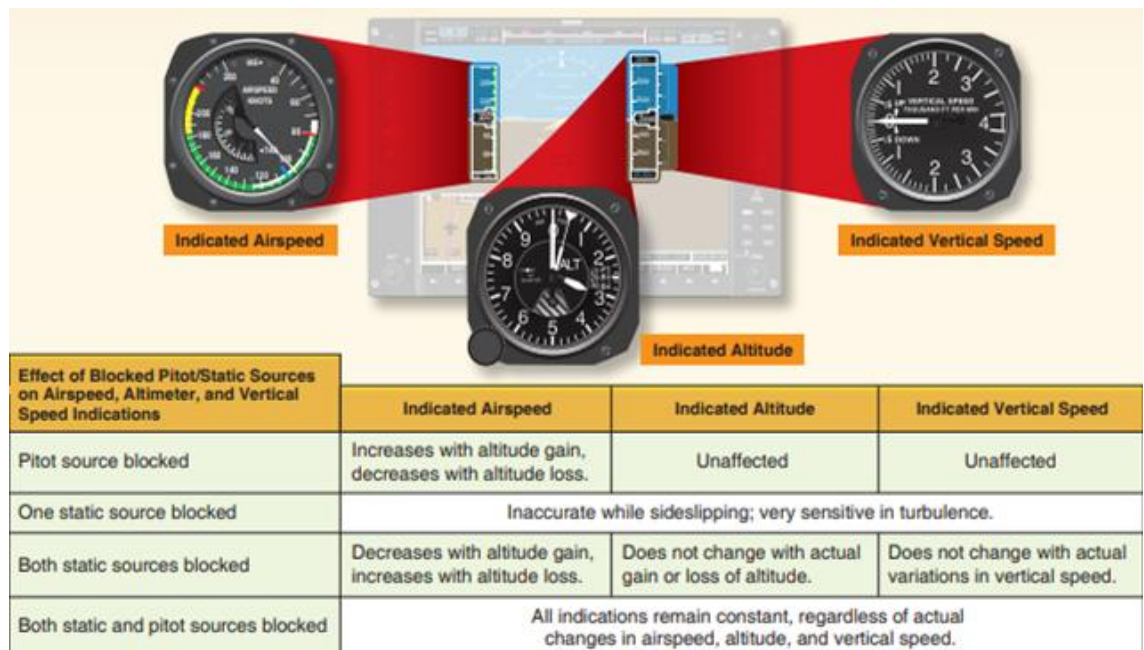 AIRSPEED
KNOTS
VERTICAL SPEED
ALT
Indicated Airspeed
Indicated Vertical Speed
Indicated Altitude
Effect of Blocked Pitot/Static Sources
on Airspeed, Altimeter, and Vertical
Speed Indications
Indicated Airspeed
Indicated Altitude
Indicated Vertical Speed
Pitot source blocked
Increases with altitude gain,
decreases with altitude loss.
Unaffected
Unaffected
One static source blocked
Inaccurate while sideslipping; very sensitive in turbulence.
Both static sources blocked
Decreases with altitude gain,
increases with altitude loss.
Does not change with actual
gain or loss of altitude.
Does not change with actual
variations in vertical speed.
Both static and pitot sources blocked
All indications remain constant, regardless of actual
changes in airspeed, altitude, and vertical speed.